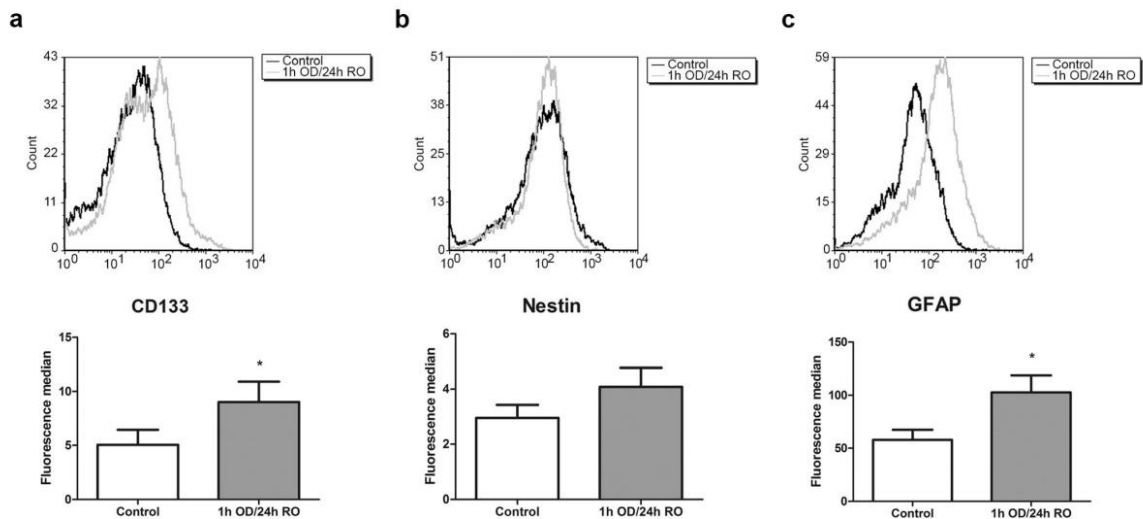 a
43
32
22
11
0
Count
10^0 10^1 10^2 10^3 10^4
Control
1h OD/24h RO
b
51
38
25
13
0
Count
10^0 10^1 10^2 10^3 10^4
Control
1h OD/24h RO
c
59
44
29
15
0
Count
10^0 10^1 10^2 10^3 10^4
Control
1h OD/24h RO
CD133
15
10
5
0
Fluorescence median
*
Control 1h OD/24h RO
Nestin
6
4
2
0
Fluorescence median
Control 1h OD/24h RO
GFAP
150
100
50
0
Fluorescence median
*
Control 1h OD/24h RO